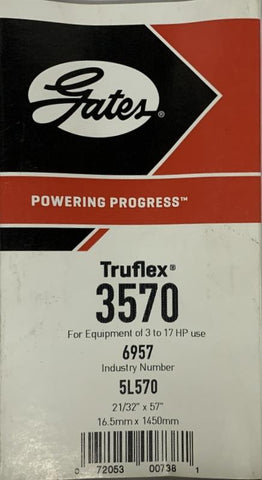 Gates®
POWERING PROGRESS™
Truflex®
3570
For Equipment of 3 to 17 HP use
6957
Industry Number
5L570
21/32" x 57"
16.5mm x 1450mm
0 72053 00738 1